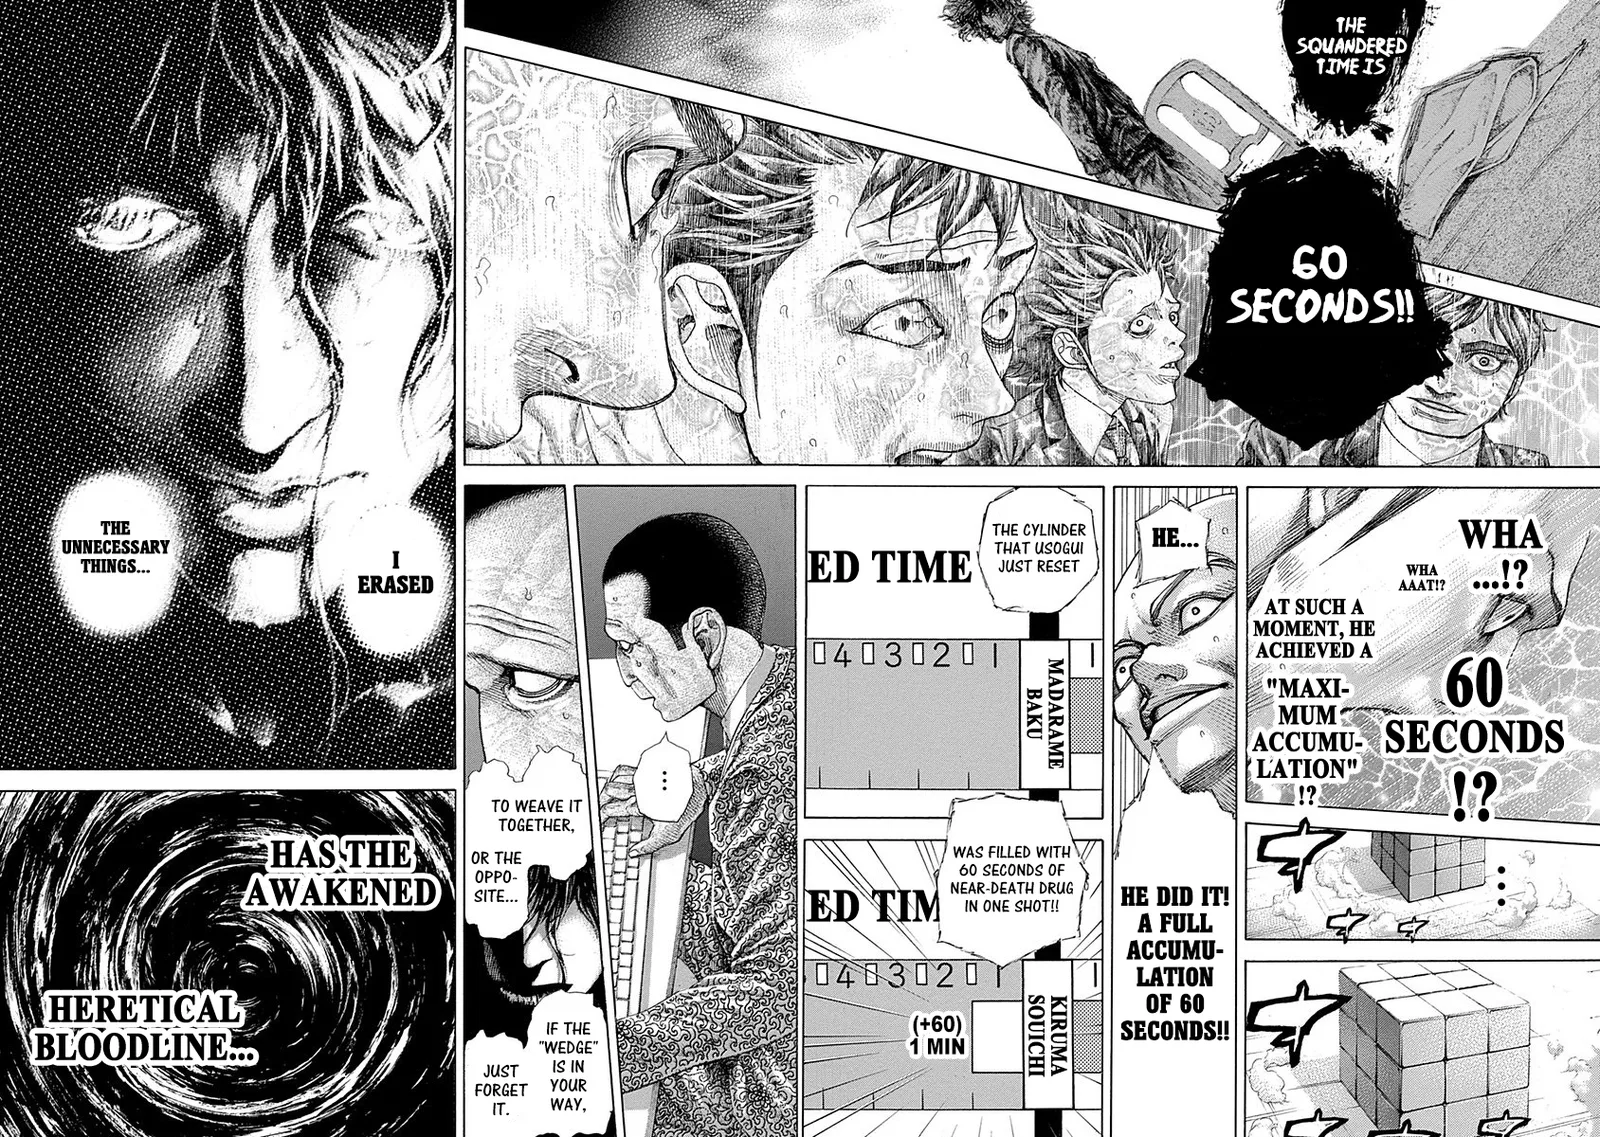 THE
SQUANDERED
TIME IS
60
SECONDS!!
WHA
...!?
WHA
AAAT!?
60
SECONDS
!?
AT SUCH A
MOMENT, HE
ACHIEVED A
"MAXI-
MUM
ACCUMU-
LATION"
!?
...
HE...
HE DID IT!
A FULL
ACCUMU-
LATION
OF 60
SECONDS!!
THE CYLINDER
THAT USOGUI
JUST RESET
ED TIME
4 3 2 1
1
MADARAME
BAKU
WAS FILLED WITH
60 SECONDS OF
NEAR-DEATH DRUG
IN ONE SHOT!!
ED TIM
4 3 2 1
1
(+60)
1 MIN
KIRUMA
SOUICHI
...
TO WEAVE IT
TOGETHER,
OR THE
OPPO-
SITE...
IF THE
"WEDGE"
IS IN
YOUR
WAY,
JUST
FORGET
IT.
I
ERASED
THE
UNNECESSARY
THINGS...
HAS THE
AWAKENED
HERETICAL
BLOODLINE...